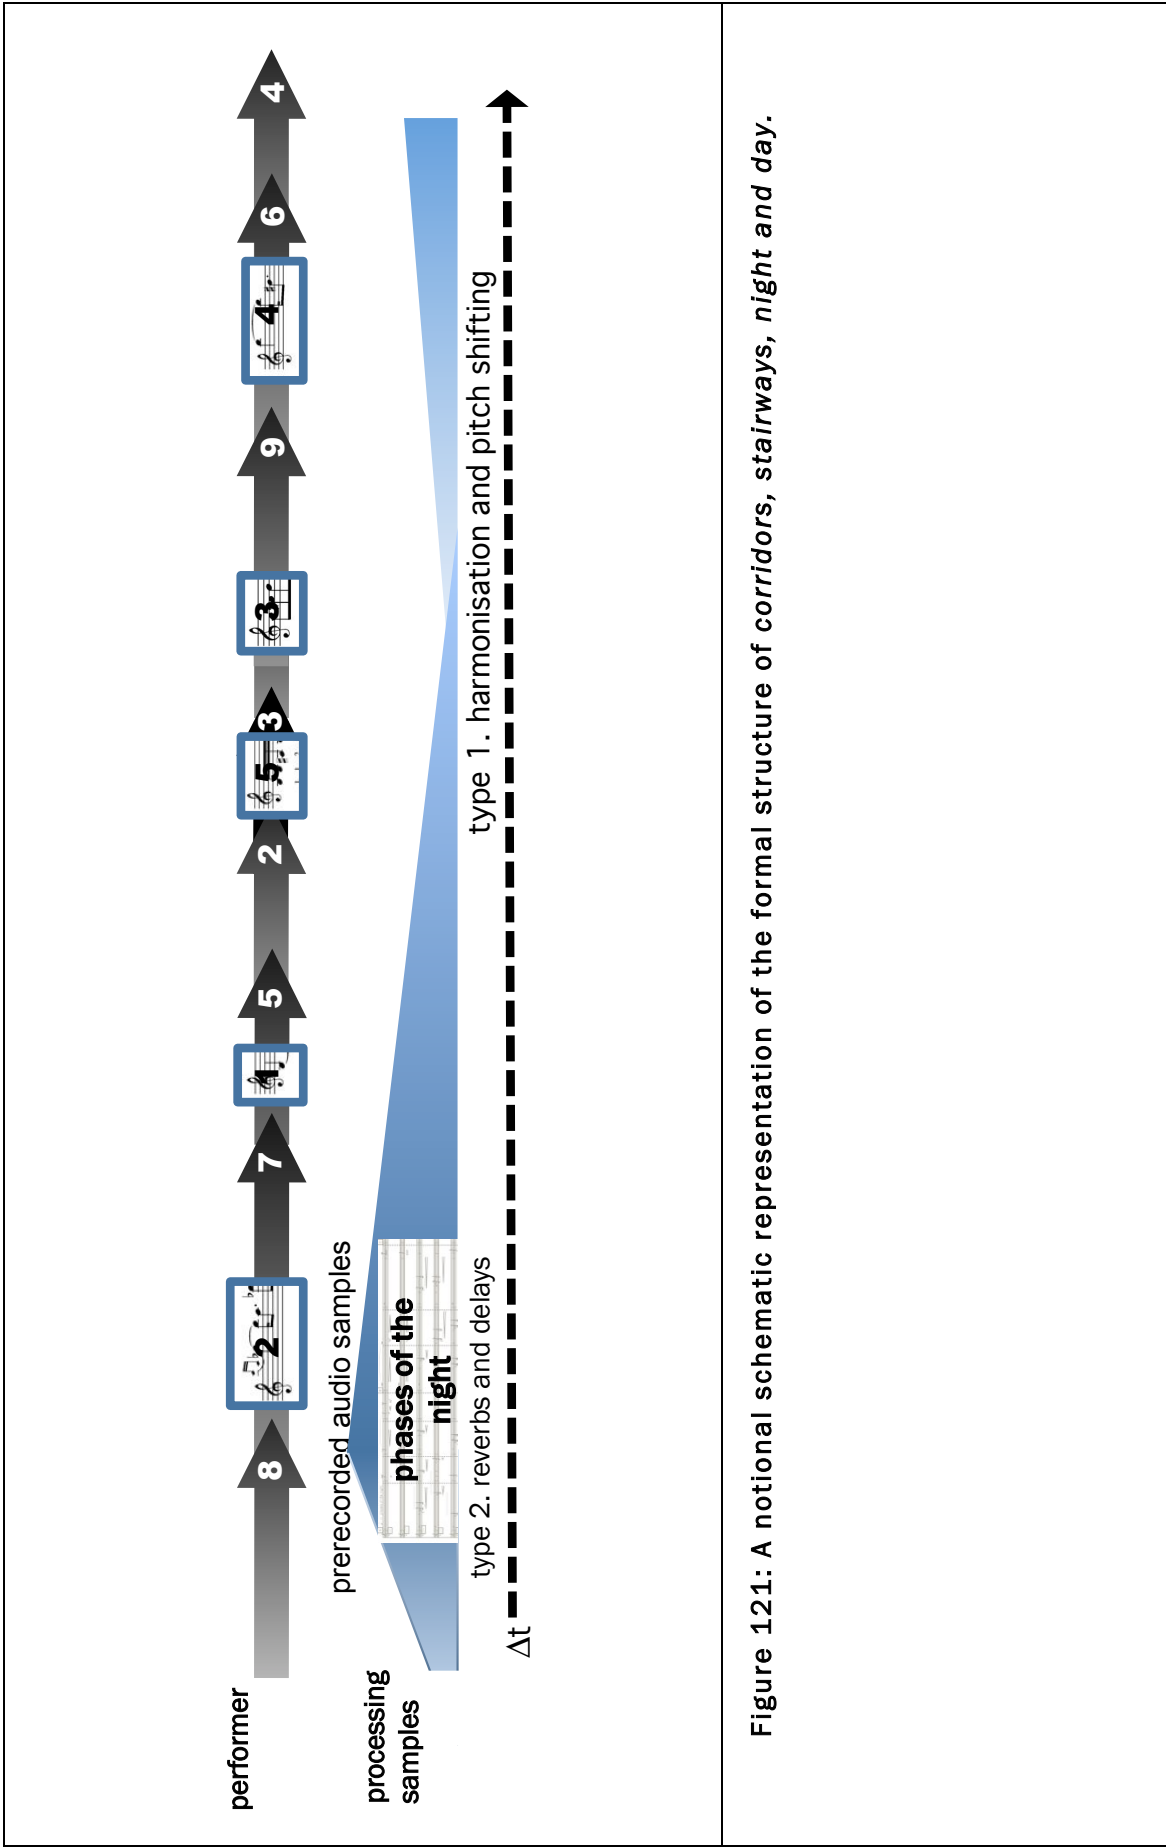 performer
8
2
7
1
5
2
5
3
3
9
4
6
4
prerecorded audio samples
processing
samples
phases of the
night
type 2. reverbs and delays
type 1. harmonisation and pitch shifting
Δt
Figure 121: A notional schematic representation of the formal structure of corridors, stairways, night and day.